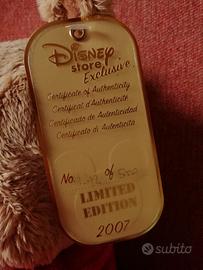 Disney
store
Exclusive
Certificate of Authenticity
Certificat d'Authenticité
Certificado de Autenticidad
Certificato di Autenticità
No. of 500
LIMITED
EDITION
2007
subito